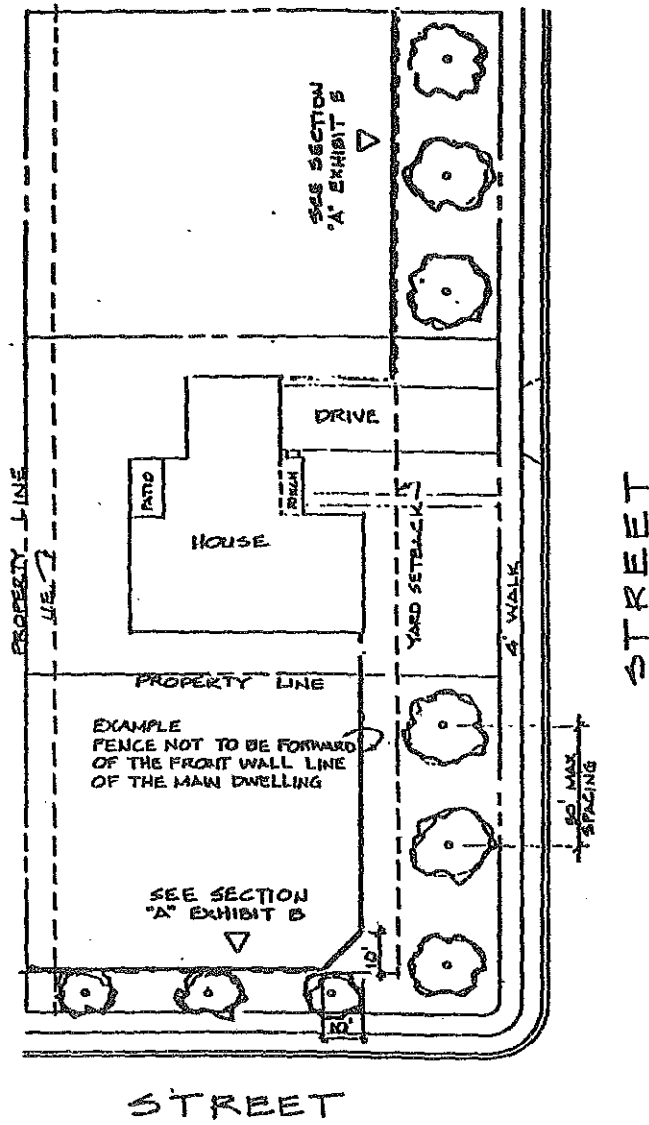 SEE SECTION
"A" EXHIBIT B
DRIVE
PROPERTY LINE
UE
PATIO
PORCH
HOUSE
YARD SETBACK
4' WALK
STREET
PROPERTY LINE
EXAMPLE
FENCE NOT TO BE FORWARD
OF THE FRONT WALL LINE
OF THE MAIN DWELLING
MAX
SPACING
SEE SECTION
"A" EXHIBIT B
10'
10'
STREET